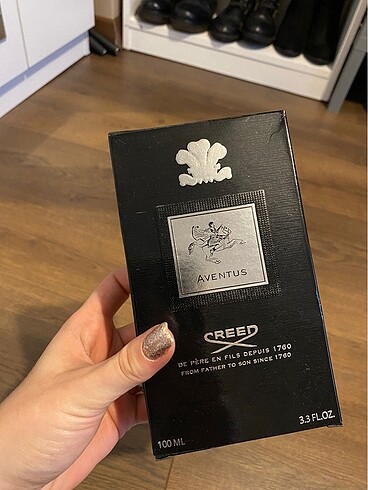 AVENTUS
CREED
DE PÈRE EN FILS DEPUIS 1760
FROM FATHER TO SON SINCE 1760
100 ML
3.3 FL.OZ.